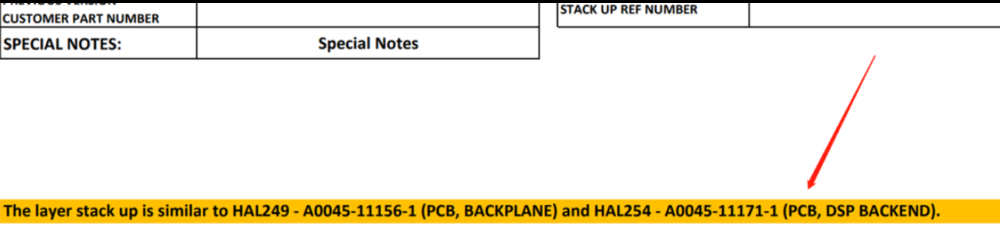 CUSTOMER PART NUMBER
STACK UP REF NUMBER
SPECIAL NOTES:
Special Notes
The layer stack up is similar to HAL249 - A0045-11156-1 (PCB, BACKPLANE) and HAL254 - A0045-11171-1 (PCB, DSP BACKEND).